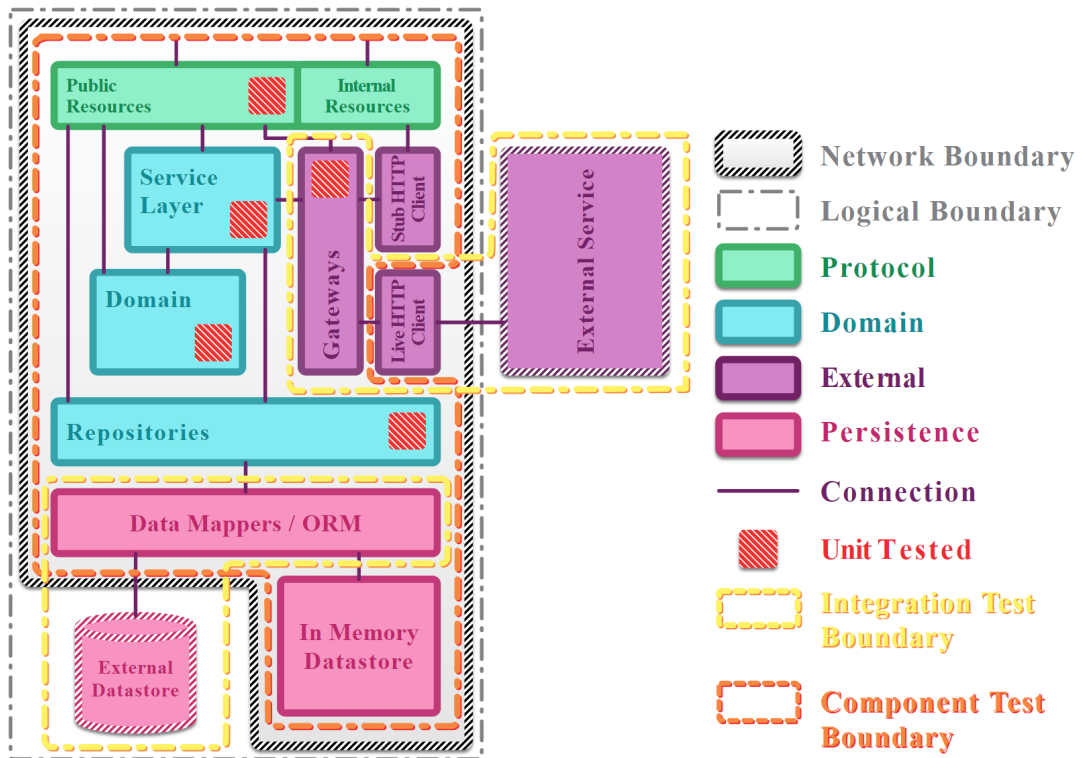 Public
Resources
Internal
Resources
Service
Layer
Gateways
Stub HTTP
Client
External Service
Domain
Live HTTP
Client
Repositories
Data Mappers / ORM
In Memory
Datastore
External
Datastore
Network Boundary
Logical Boundary
Protocol
Domain
External
Persistence
Connection
Unit Tested
Integration Test
Boundary
Component Test
Boundary